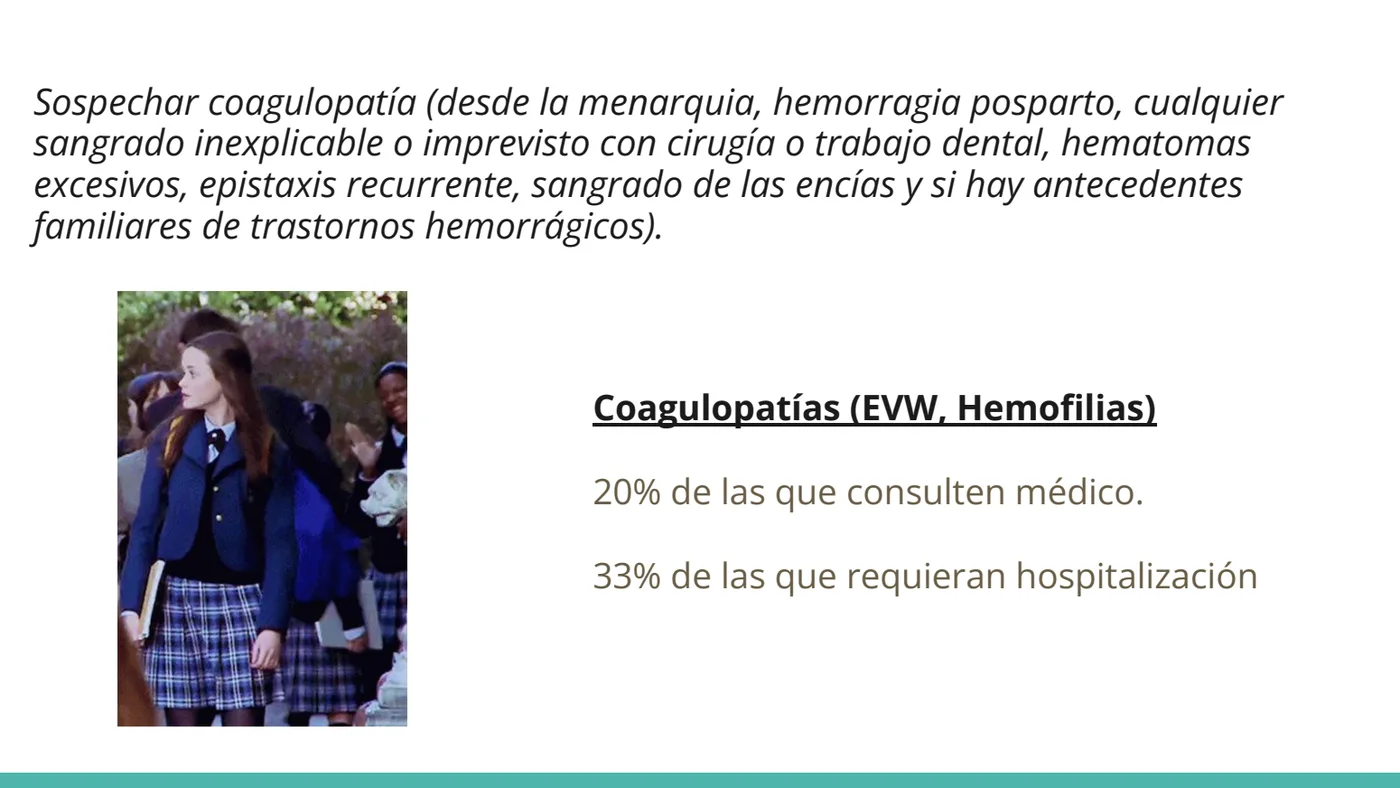 Sospechar coagulopatía (desde la menarquia, hemorragia posparto, cualquier
sangrado inexplicable o imprevisto con cirugía o trabajo dental, hematomas
excesivos, epistaxis recurrente, sangrado de las encías y si hay antecedentes
familiares de trastornos hemorrágicos).
Coagulopatías (EVW, Hemofilias)
20% de las que consulten médico.
33% de las que requieran hospitalización